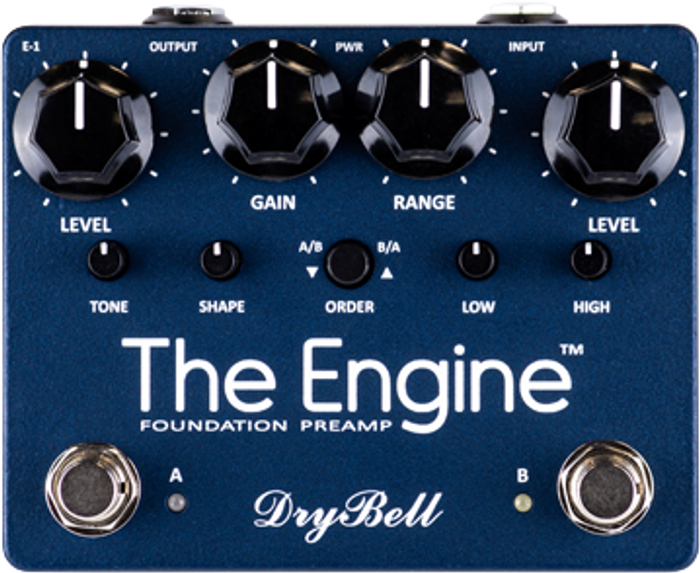 E-1 OUTPUT PWR INPUT
LEVEL GAIN RANGE LEVEL
A/B B/A
TONE SHAPE ORDER LOW HIGH
The Engine™
FOUNDATION PREAMP
A B
DryBell